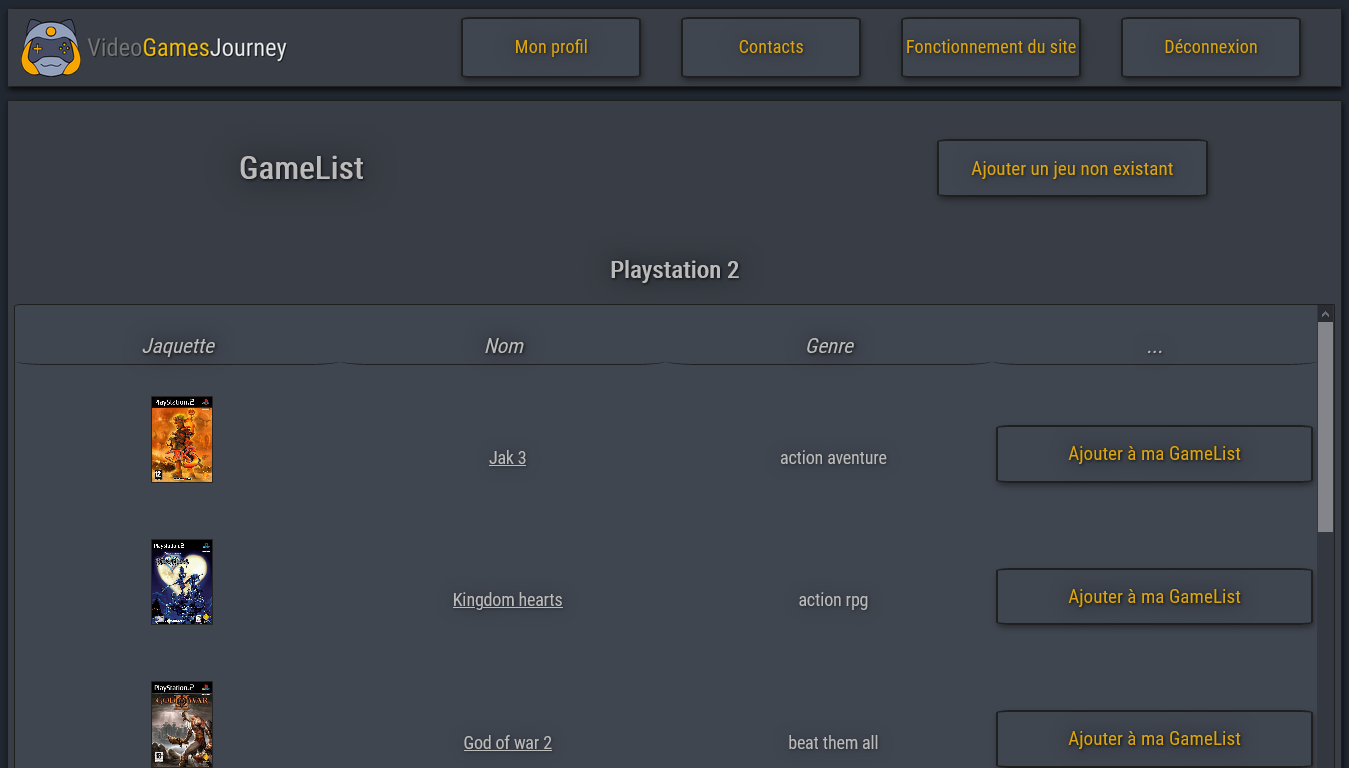 VideoGamesJourney
Mon profil
Contacts
Fonctionnement du site
Déconnexion
GameList
Ajouter un jeu non existant
Playstation 2
Jaquette
Nom
Genre
...
PlayStation.2
Jak 3
action aventure
Ajouter à ma GameList
12
PlayStation.2
Kingdom hearts
action rpg
Ajouter à ma GameList
PlayStation.2
GOD OF WAR
God of war 2
beat them all
Ajouter à ma GameList